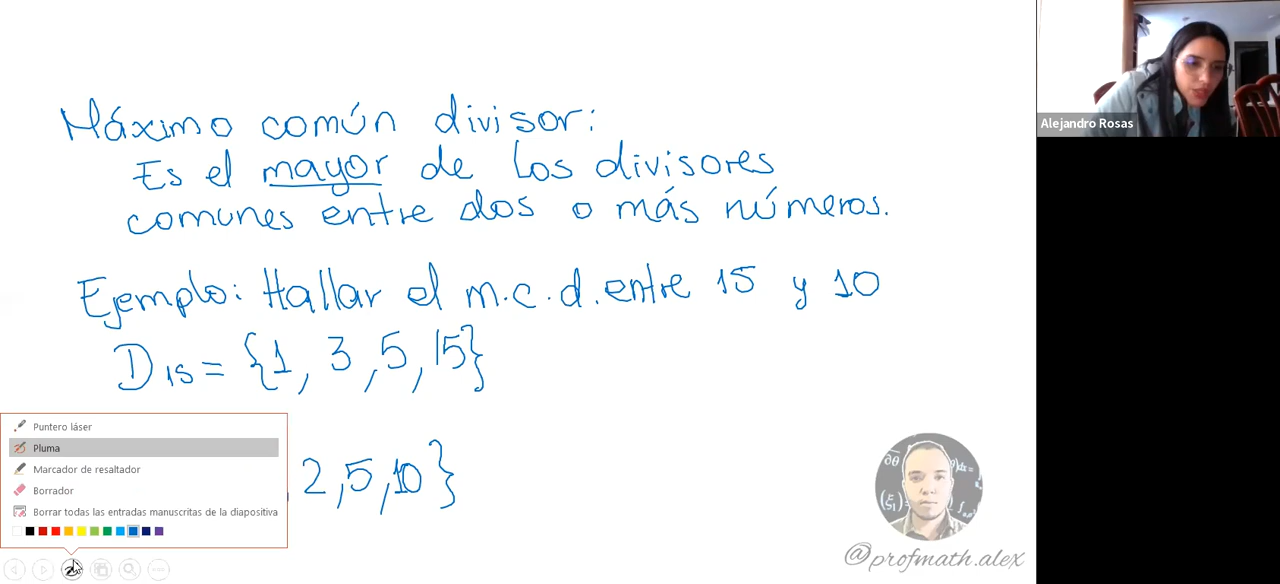 Máximo común divisor:
Es el mayor de los divisores
comunes entre dos o más números.
Ejemplo: Hallar el m.c.d. entre 15 y 10
D15 = {1, 3, 5, 15}
, 2, 5, 10}
Puntero láser
Pluma
Marcador de resaltador
Borrador
Borrar todas las entradas manuscritas de la diapositiva
@profmath.alex
Alejandro Rosas